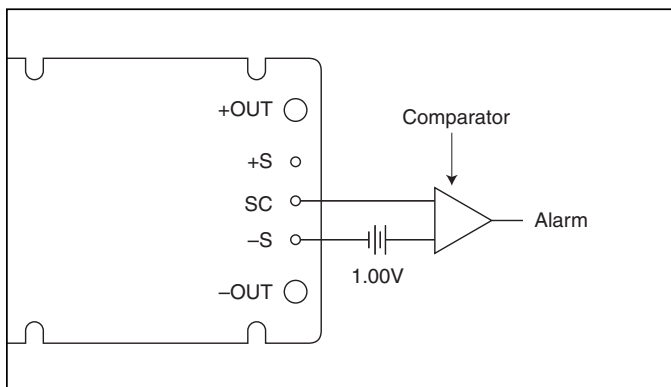 +OUT
Comparator
+S
SC
Alarm
–S
1.00V
–OUT